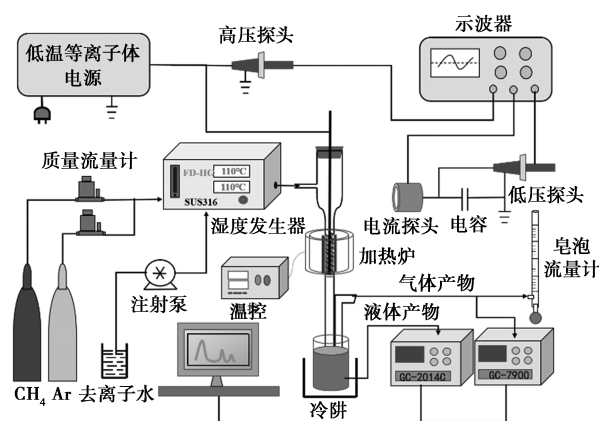 低温等离子体
电源
高压探头
示波器
质量流量计
FD-HG
110℃
110℃
SUS316
湿度发生器
电流探头
电容
低压探头
加热炉
皂泡
流量计
注射泵
温控
气体产物
液体产物
GC-2014C
GC-7900
CH4 Ar 去离子水
冷阱